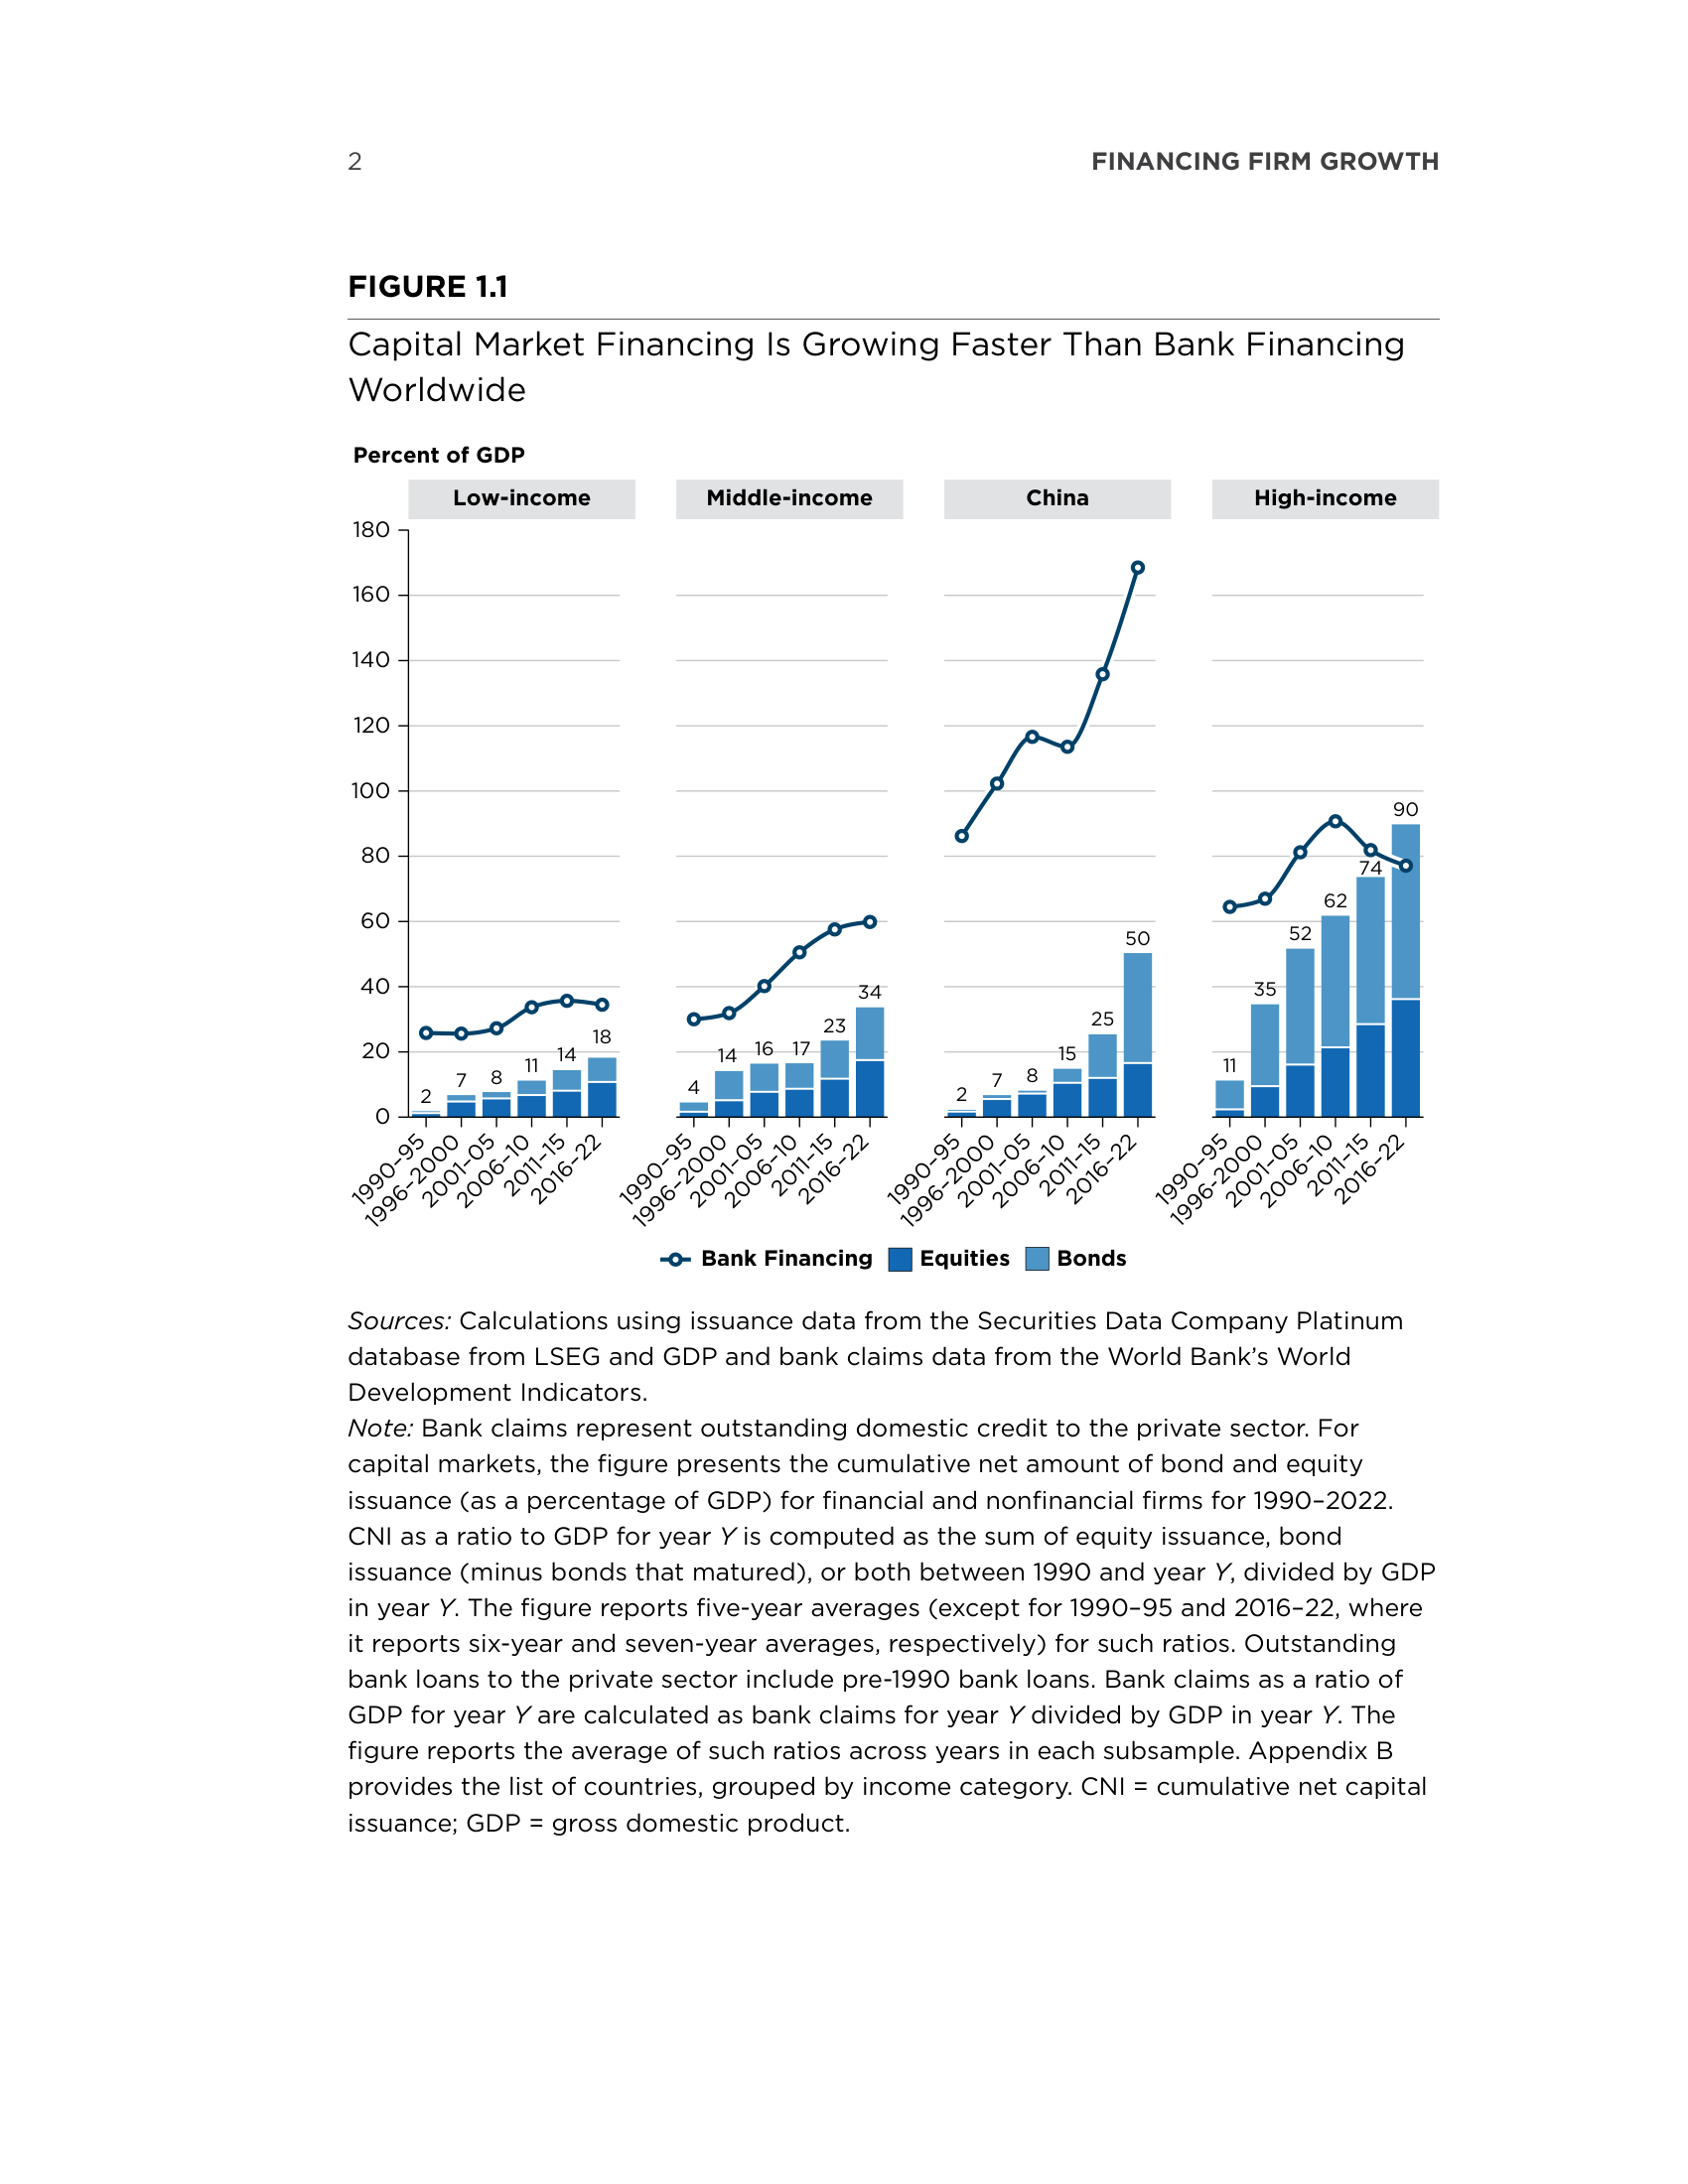 2 FINANCING FIRM GROWTH
FIGURE 1.1
Capital Market Financing Is Growing Faster Than Bank Financing
Worldwide
Percent of GDP
Low-income Middle-income China High-income
180
160
140
120
100
80
60
40
20
0
2 7 8 11 14 18
4 14 16 17 23 34
2 7 8 15 25 50
11 35 52 62 74 90
1990–95 1996–2000 2001–05 2006–10 2011–15 2016–22
1990–95 1996–2000 2001–05 2006–10 2011–15 2016–22
1990–95 1996–2000 2001–05 2006–10 2011–15 2016–22
1990–95 1996–2000 2001–05 2006–10 2011–15 2016–22
Bank Financing Equities Bonds
Sources: Calculations using issuance data from the Securities Data Company Platinum
database from LSEG and GDP and bank claims data from the World Bank’s World
Development Indicators.
Note: Bank claims represent outstanding domestic credit to the private sector. For
capital markets, the figure presents the cumulative net amount of bond and equity
issuance (as a percentage of GDP) for financial and nonfinancial firms for 1990–2022.
CNI as a ratio to GDP for year Y is computed as the sum of equity issuance, bond
issuance (minus bonds that matured), or both between 1990 and year Y, divided by GDP
in year Y. The figure reports five-year averages (except for 1990–95 and 2016–22, where
it reports six-year and seven-year averages, respectively) for such ratios. Outstanding
bank loans to the private sector include pre-1990 bank loans. Bank claims as a ratio of
GDP for year Y are calculated as bank claims for year Y divided by GDP in year Y. The
figure reports the average of such ratios across years in each subsample. Appendix B
provides the list of countries, grouped by income category. CNI = cumulative net capital
issuance; GDP = gross domestic product.